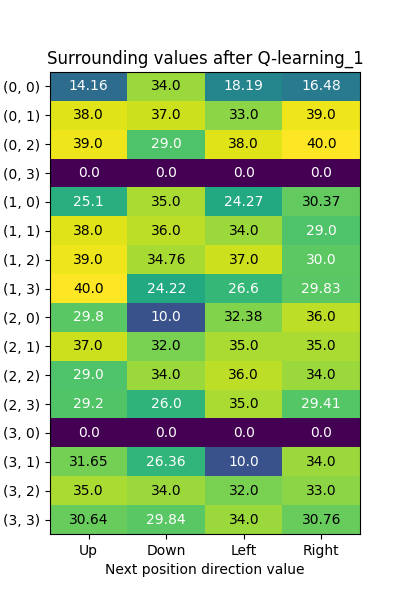 Surrounding values after Q-learning_1
(0, 0) 14.16 34.0 18.19 16.48
(0, 1) 38.0 37.0 33.0 39.0
(0, 2) 39.0 29.0 38.0 40.0
(0, 3) 0.0 0.0 0.0 0.0
(1, 0) 25.1 35.0 24.27 30.37
(1, 1) 38.0 36.0 34.0 29.0
(1, 2) 39.0 34.76 37.0 30.0
(1, 3) 40.0 24.22 26.6 29.83
(2, 0) 29.8 10.0 32.38 36.0
(2, 1) 37.0 32.0 35.0 35.0
(2, 2) 29.0 34.0 36.0 34.0
(2, 3) 29.2 26.0 35.0 29.41
(3, 0) 0.0 0.0 0.0 0.0
(3, 1) 31.65 26.36 10.0 34.0
(3, 2) 35.0 34.0 32.0 33.0
(3, 3) 30.64 29.84 34.0 30.76
Up Down Left Right
Next position direction value